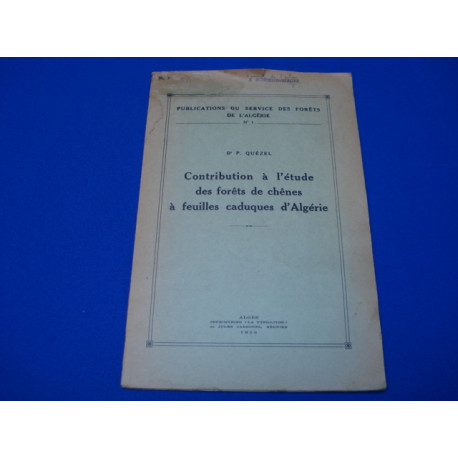 PUBLICATIONS DU SERVICE DES FORÊTS
DE L'ALGÉRIE
N° 1
Dr P. QUÉZEL
Contribution à l'étude
des forêts de chênes
à feuilles caduques d'Algérie
ALGER